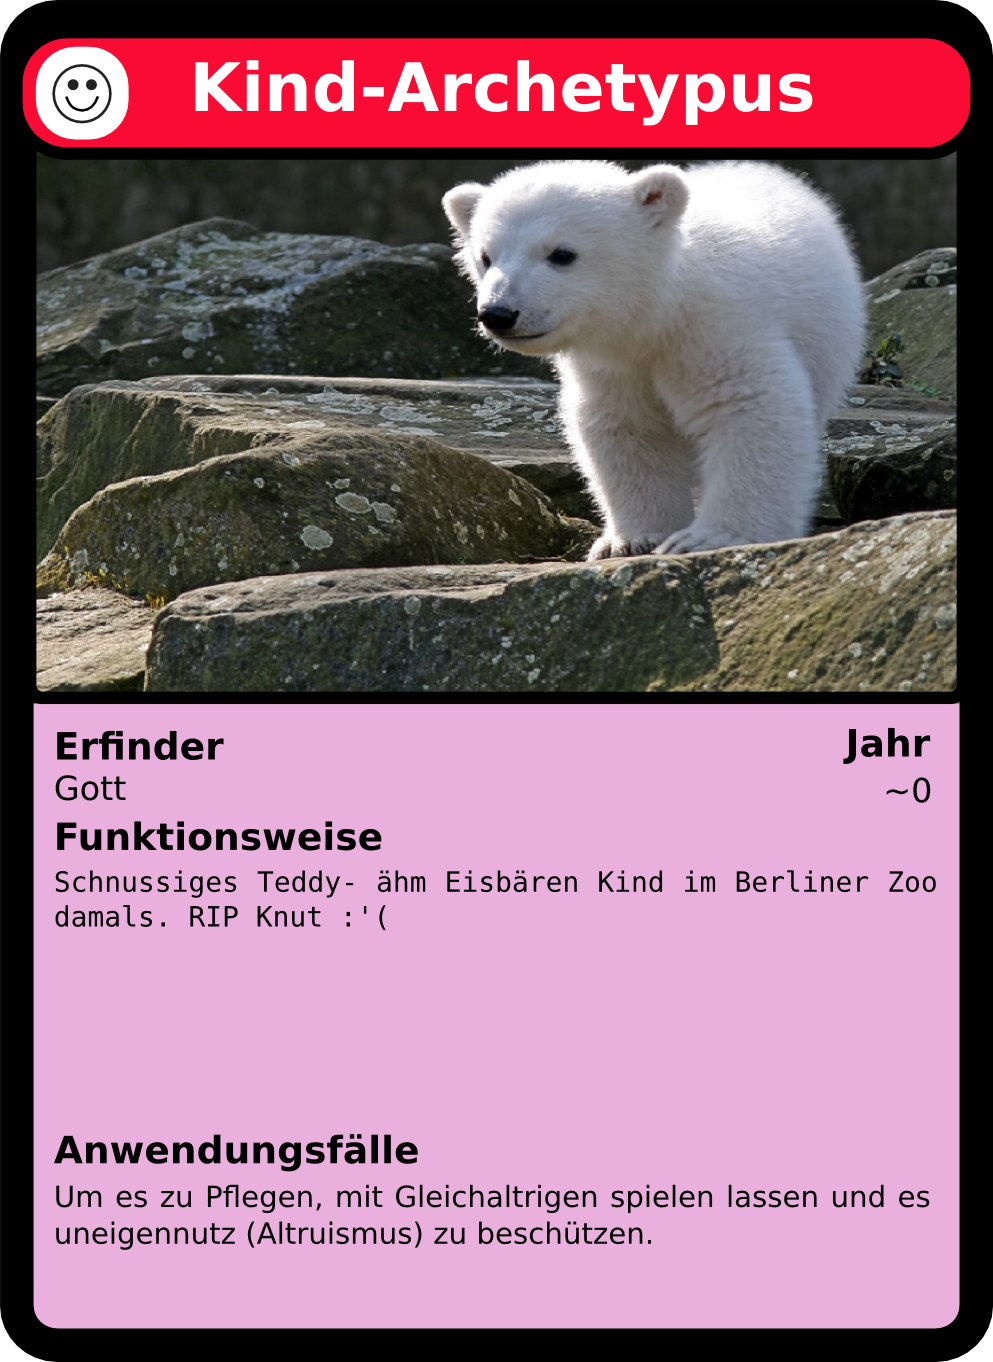 Kind-Archetypus
Erfinder
Jahr
Gott
~0
Funktionsweise
Schnussiges Teddy- ähm Eisbären Kind im Berliner Zoo
damals. RIP Knut :'(
Anwendungsfälle
Um es zu Pflegen, mit Gleichaltrigen spielen lassen und es
uneigennutz (Altruismus) zu beschützen.